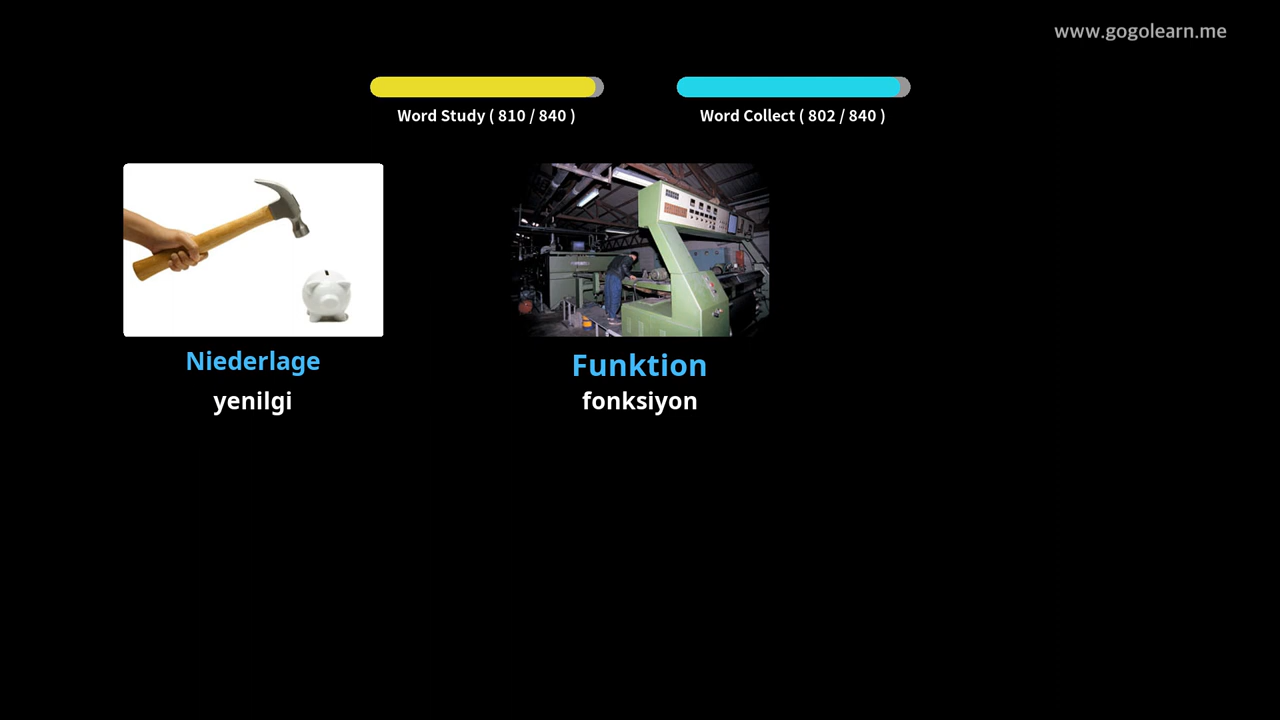 www.gogolearn.me
Word Study ( 810 / 840 )
Word Collect ( 802 / 840 )
Niederlage
yenilgi
Funktion
fonksiyon